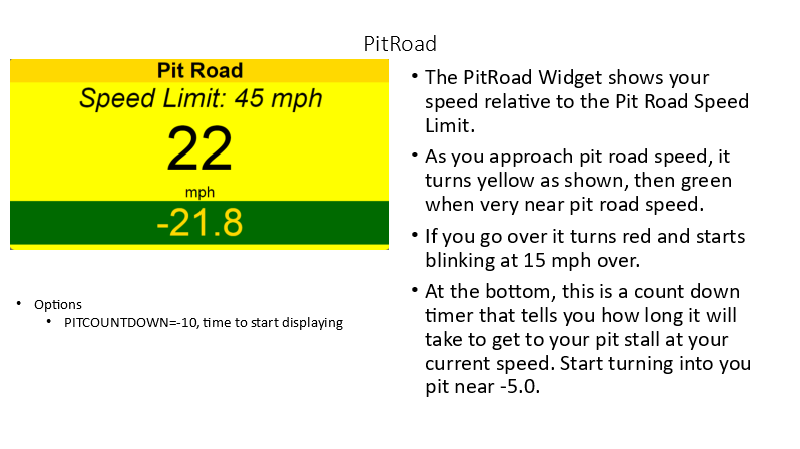 PitRoad
Pit Road
Speed Limit: 45 mph
22
mph
-21.8
• Options
• PITCOUNTDOWN=-10, time to start displaying
• The PitRoad Widget shows your
speed relative to the Pit Road Speed
Limit.
• As you approach pit road speed, it
turns yellow as shown, then green
when very near pit road speed.
• If you go over it turns red and starts
blinking at 15 mph over.
• At the bottom, this is a count down
timer that tells you how long it will
take to get to your pit stall at your
current speed. Start turning into you
pit near -5.0.